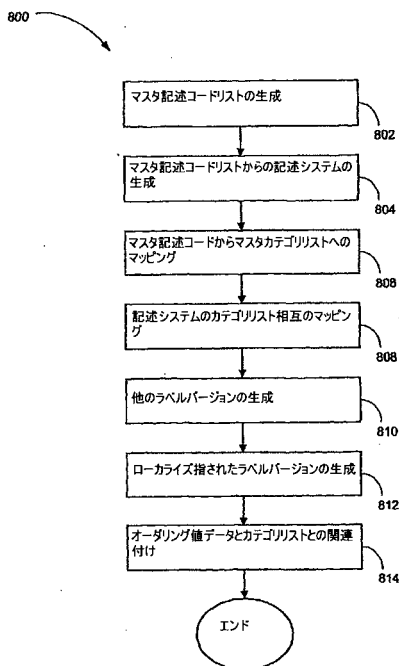 800
マスタ記述コードリストの生成
802
マスタ記述コードリストからの記述システムの
生成
804
マスタ記述コードからマスタカテゴリリストへの
マッピング
808
記述システムのカテゴリリスト相互のマッピ
ング
808
他のラベルバージョンの生成
810
ローカライズ指されたラベルバージョンの生成
812
オーダリング値データとカテゴリリストとの関連
付け
814
エンド